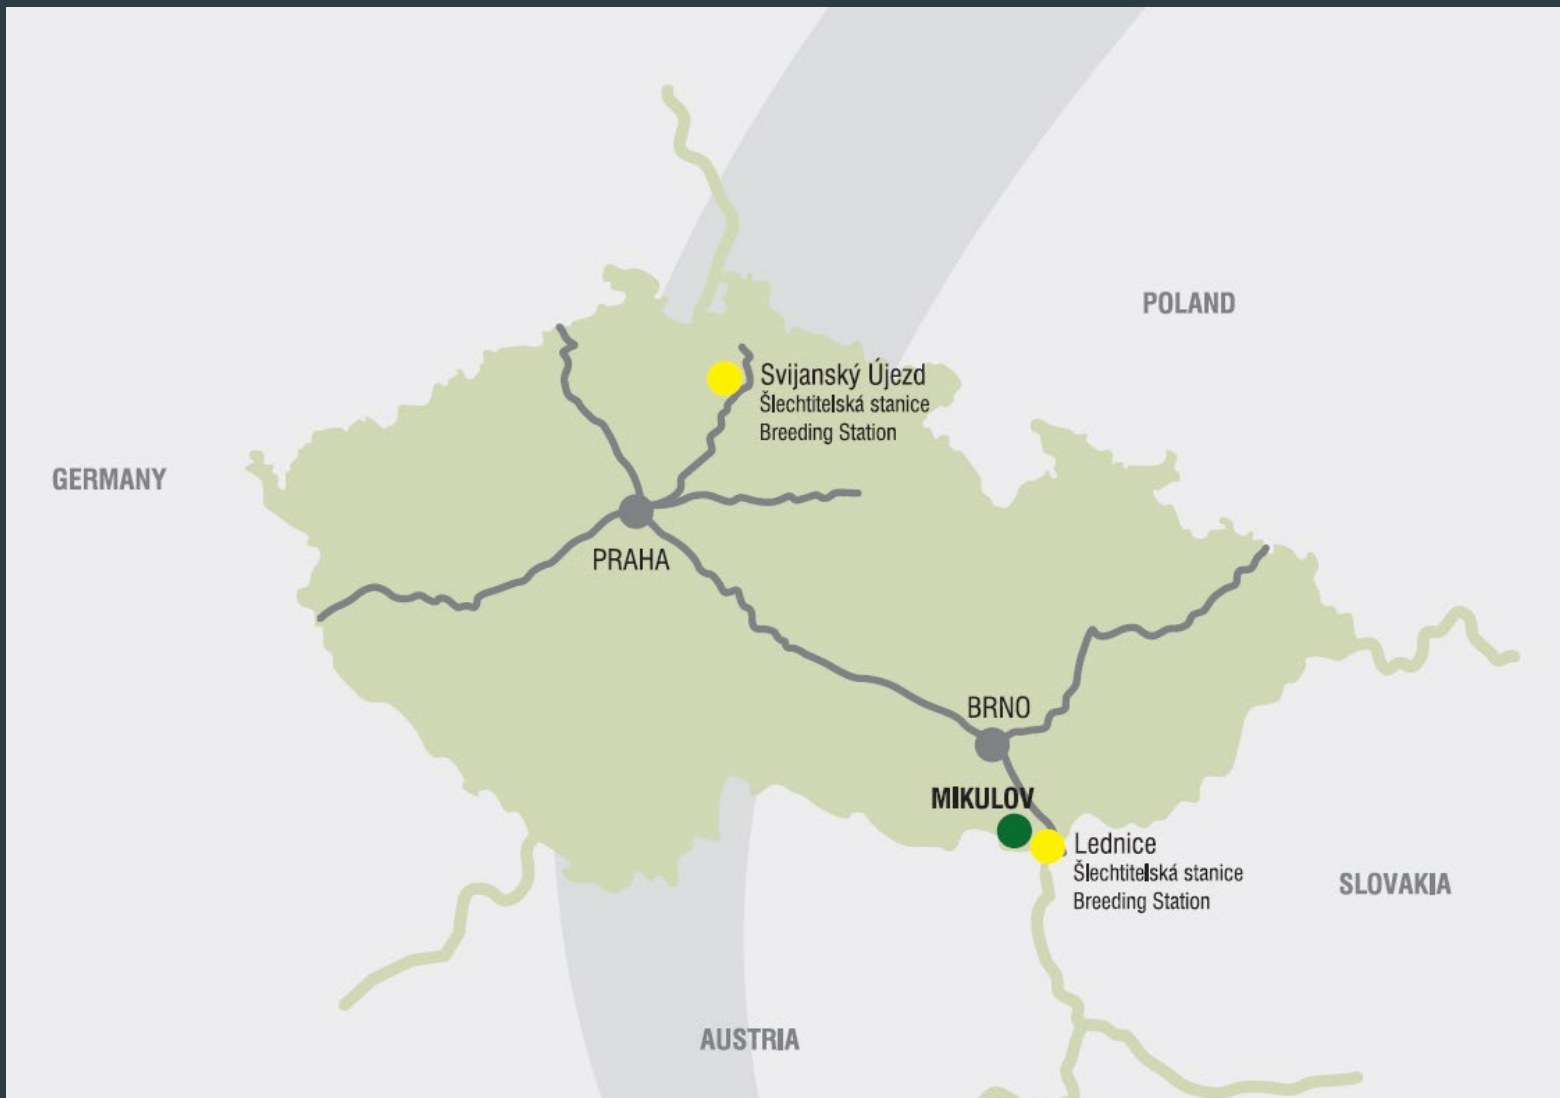 POLAND
Svijanský Újezd
Šlechtitelská stanice
Breeding Station
GERMANY
PRAHA
BRNO
MIKULOV
Lednice
Šlechtitelská stanice
Breeding Station
SLOVAKIA
AUSTRIA